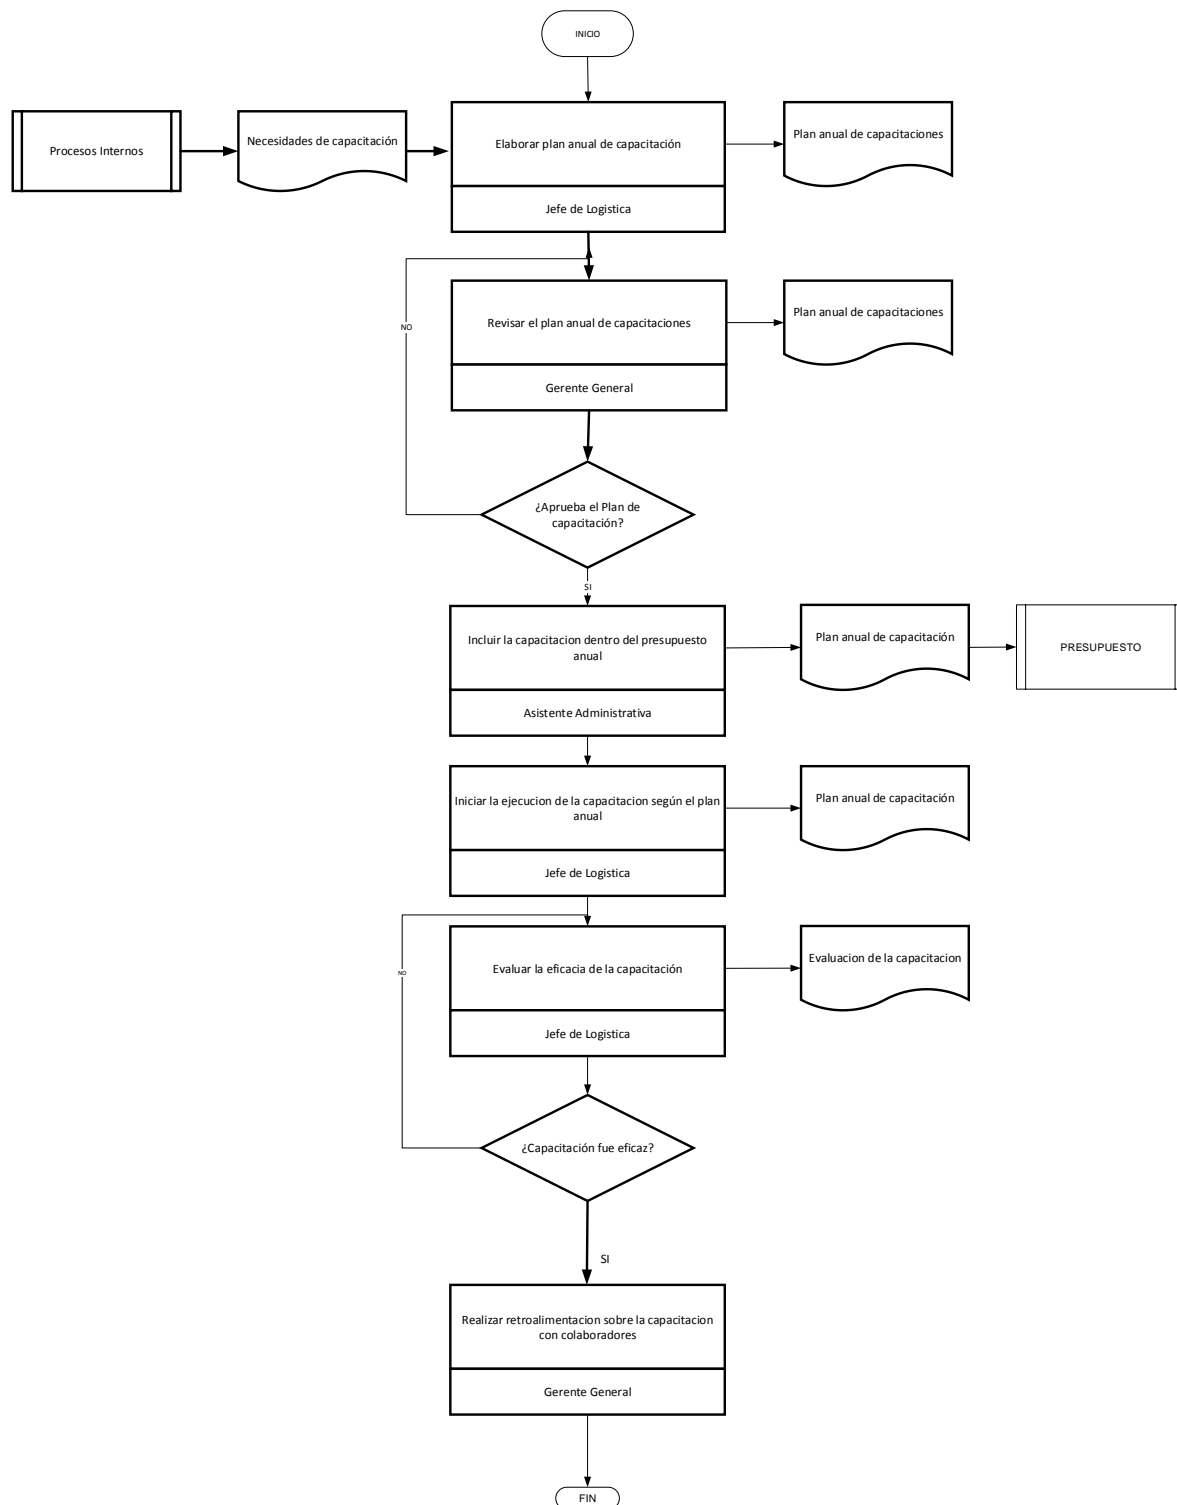 INICIO
Procesos Internos
Necesidades de capacitación
Elaborar plan anual de capacitación
Plan anual de capacitaciones
Jefe de Logistica
Revisar el plan anual de capacitaciones
Plan anual de capacitaciones
NO
Gerente General
¿Aprueba el Plan de
capacitación?
SI
Incluir la capacitacion dentro del presupuesto
anual
Plan anual de capacitación
PRESUPUESTO
Asistente Administrativa
Iniciar la ejecucion de la capacitacion según el plan
anual
Plan anual de capacitación
Jefe de Logistica
Evaluar la eficacia de la capacitación
Evaluacion de la capacitacion
NO
Jefe de Logistica
¿Capacitación fue eficaz?
SI
Realizar retroalimentacion sobre la capacitacion
con colaboradores
Gerente General
FIN